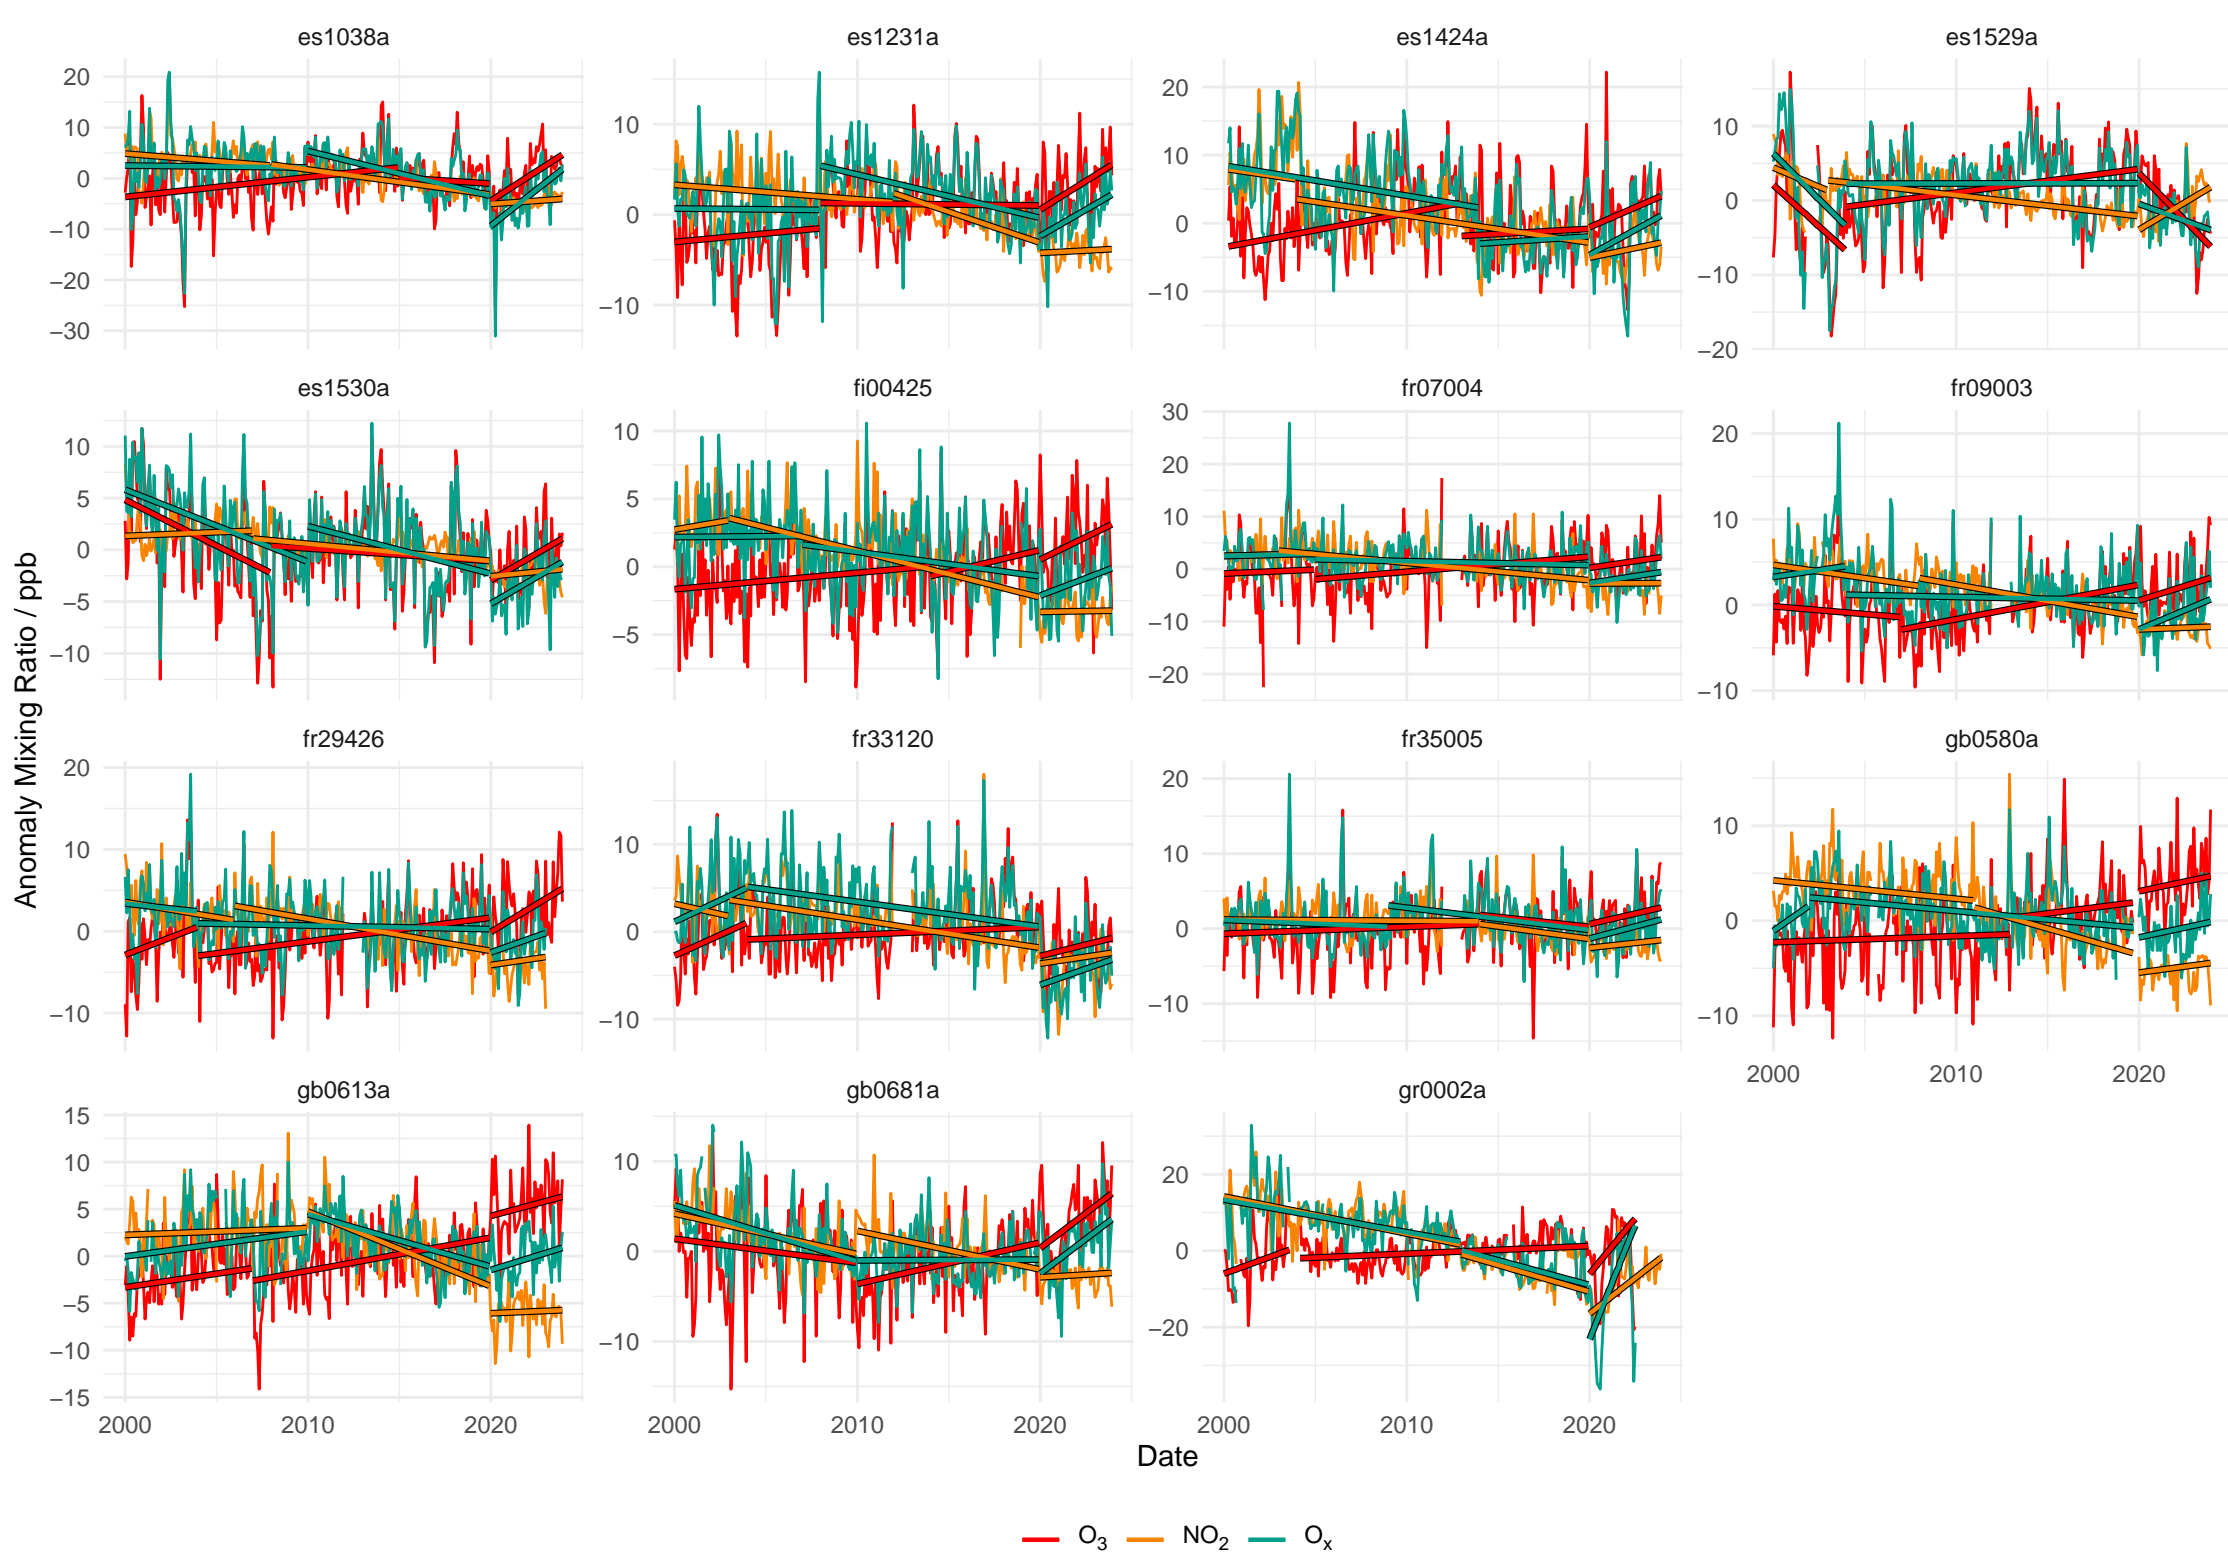 es1038a es1231a es1424a es1529a
20 10 0 −10 −20 −30
10 0 −10
20 10 0 −10
10 0 −10 −20
es1530a fi00425 fr07004 fr09003
10 5 0 −5 −10
10 5 0 −5
30 20 10 0 −10 −20
20 10 0 −10
Anomaly Mixing Ratio / ppb
fr29426 fr33120 fr35005 gb0580a
20 10 0 −10
10 0 −10
20 10 0 −10
10 0 −10
2000 2010 2020
gb0613a gb0681a gr0002a
15 10 5 0 −5 −10 −15
10 0 −10
20 0 −20
2000 2010 2020 2000 2010 2020 2000 2010 2020
Date
O3 NO2 Ox